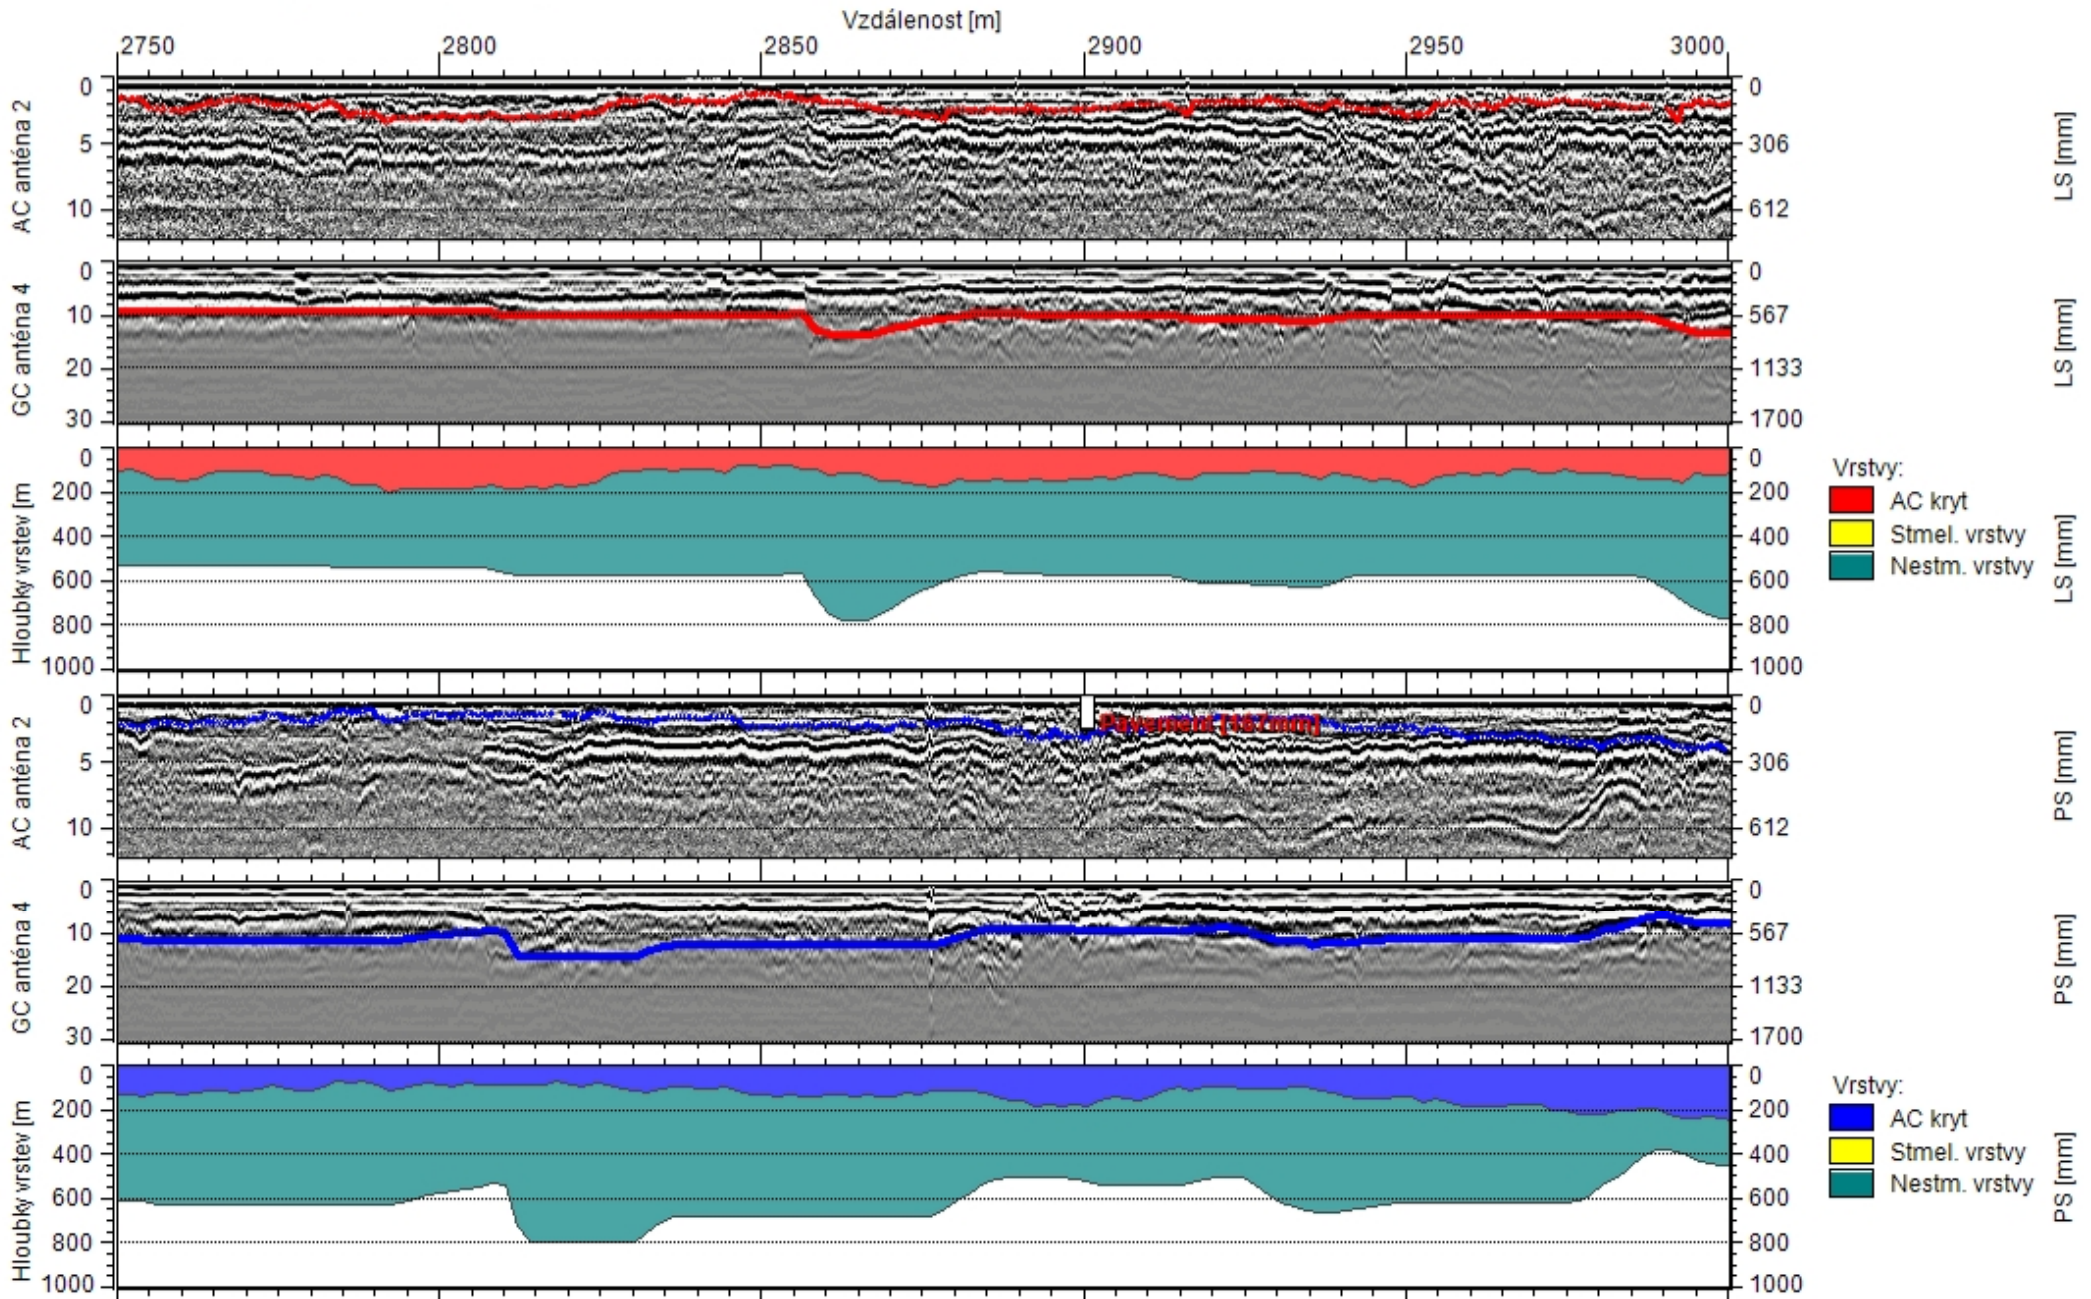 Vzdálenost [m]
2750 2800 2850 2900 2950 3000
AC anténa 2
0 0
5 306
10 612
LS [mm]
GC anténa 4
0 0
10 567
20 1133
30 1700
LS [mm]
Hloubky vrstev [m
0 0
200 200
400 400
600 600
800 800
1000 1000
LS [mm]
Vrstvy:
AC kryt
Stmel. vrstvy
Nestm. vrstvy
AC anténa 2
0 0
5 306
10 612
PS [mm]
Pavement [167mm]
GC anténa 4
0 0
10 567
20 1133
30 1700
PS [mm]
Hloubky vrstev [m
0 0
200 200
400 400
600 600
800 800
1000 1000
PS [mm]
Vrstvy:
AC kryt
Stmel. vrstvy
Nestm. vrstvy